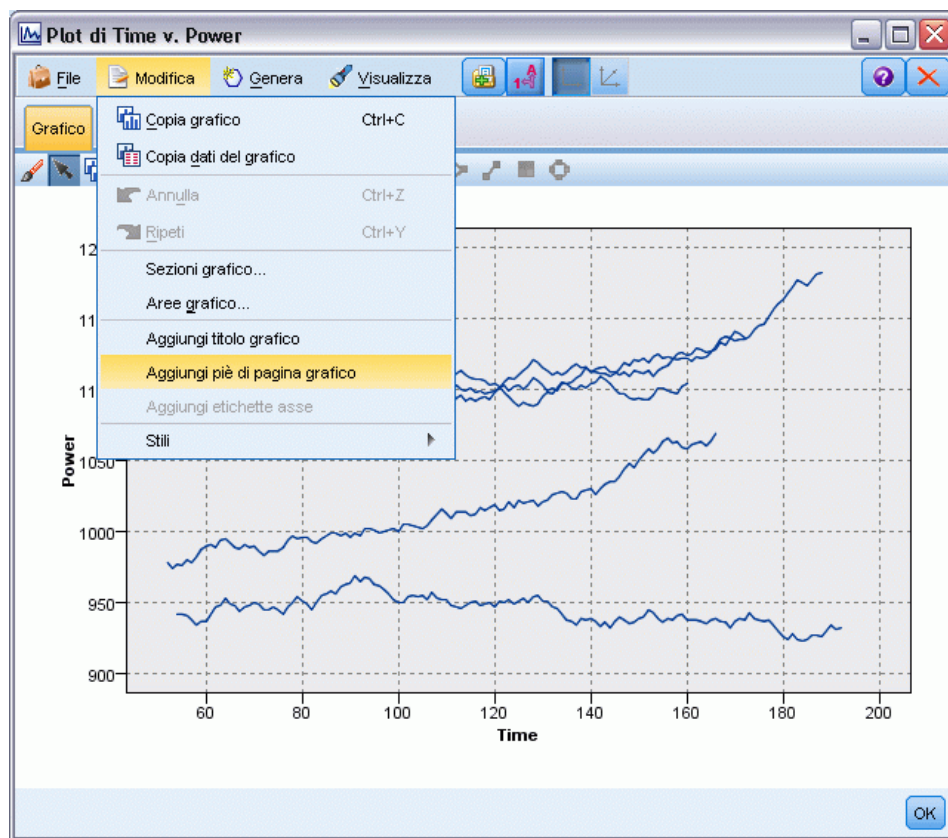 Plot di Time v. Power
File Modifica Genera Visualizza
Grafico
Copia grafico Ctrl+C
Copia dati del grafico
Annulla Ctrl+Z
Ripeti Ctrl+Y
Sezioni grafico...
Aree grafico...
Aggiungi titolo grafico
Aggiungi piè di pagina grafico
Aggiungi etichette asse
Stili
12
11
11
1050
1000
950
900
Power
60 80 100 120 140 160 180 200
Time
OK